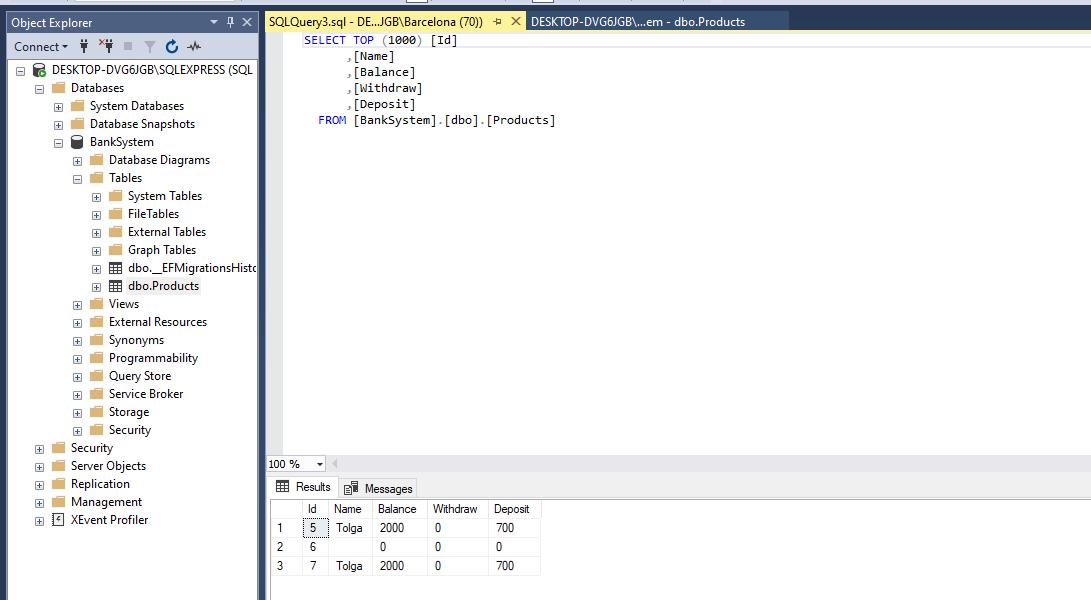 Object Explorer
Connect
DESKTOP-DVG6JGB\SQLEXPRESS (SQL
Databases
System Databases
Database Snapshots
BankSystem
Database Diagrams
Tables
System Tables
FileTables
External Tables
Graph Tables
dbo.__EFMigrationsHisto
dbo.Products
Views
External Resources
Synonyms
Programmability
Query Store
Service Broker
Storage
Security
Security
Server Objects
Replication
Management
XEvent Profiler
SQLQuery3.sql - DE...JGB\Barcelona (70)) DESKTOP-DVG6JGB\...em - dbo.Products
SELECT TOP (1000) [Id]
,[Name]
,[Balance]
,[Withdraw]
,[Deposit]
FROM [BankSystem].[dbo].[Products]
100 %
Results Messages
Id Name Balance Withdraw Deposit
1 5 Tolga 2000 0 700
2 6 0 0 0
3 7 Tolga 2000 0 700